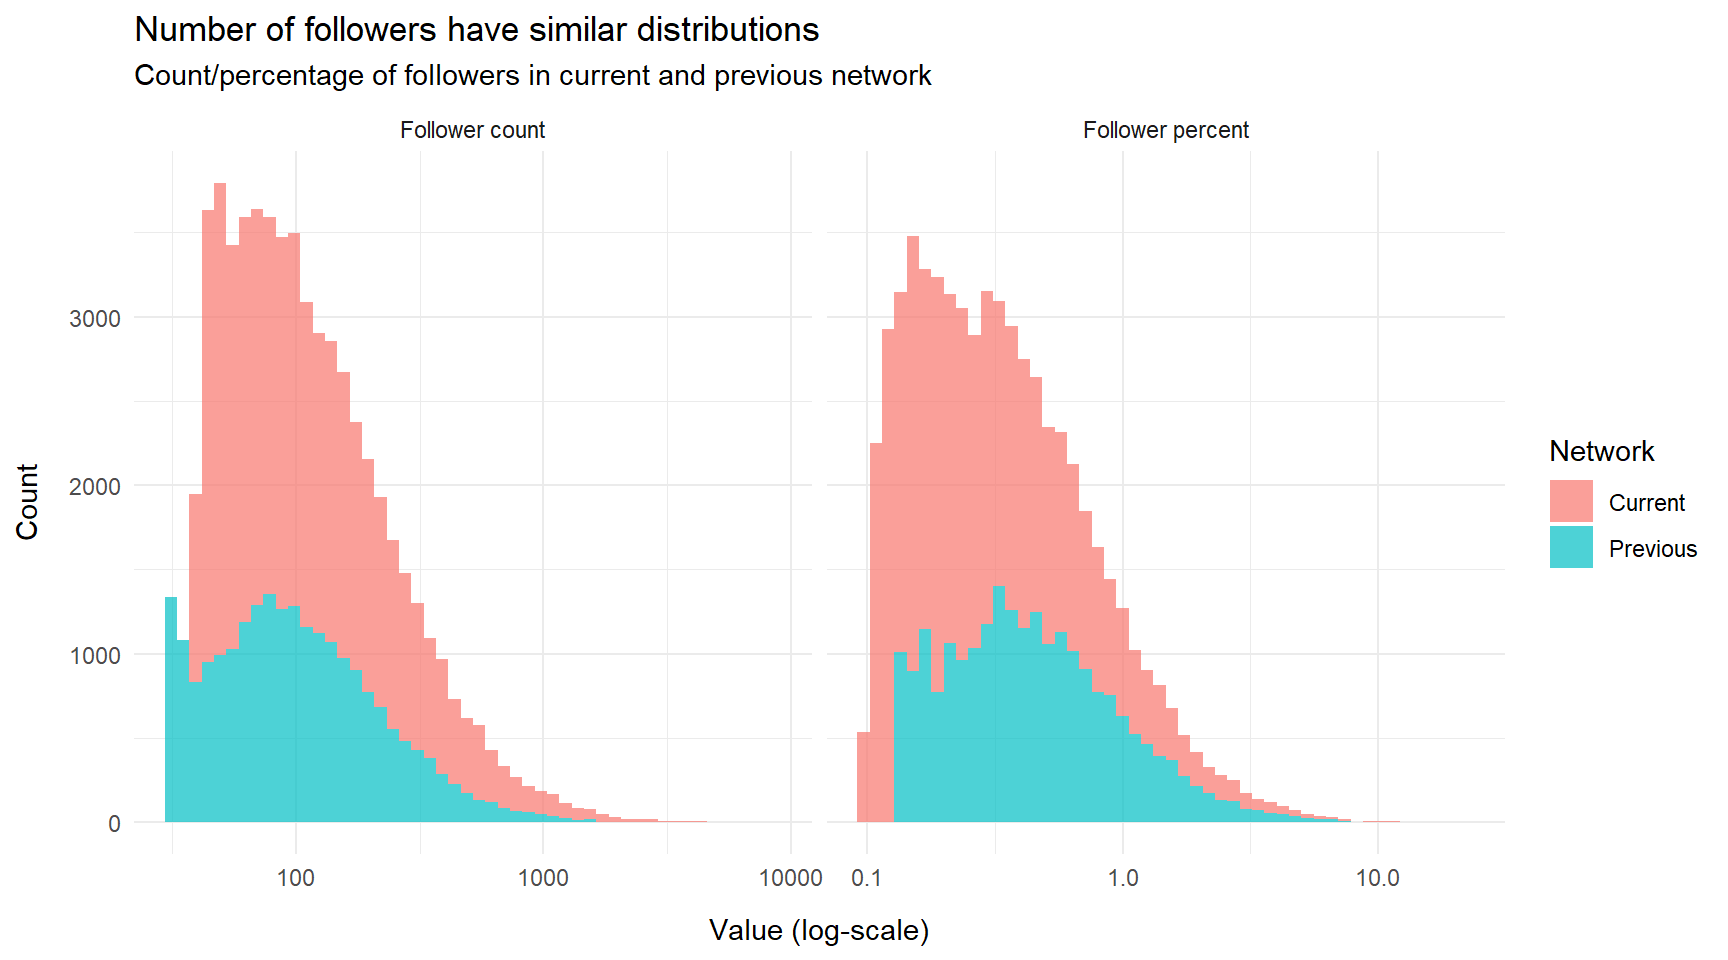 Number of followers have similar distributions
Count/percentage of followers in current and previous network
Follower count
Follower percent
Count
3000
2000
1000
0
100
1000
10000
0.1
1.0
10.0
Value (log-scale)
Network
Current
Previous